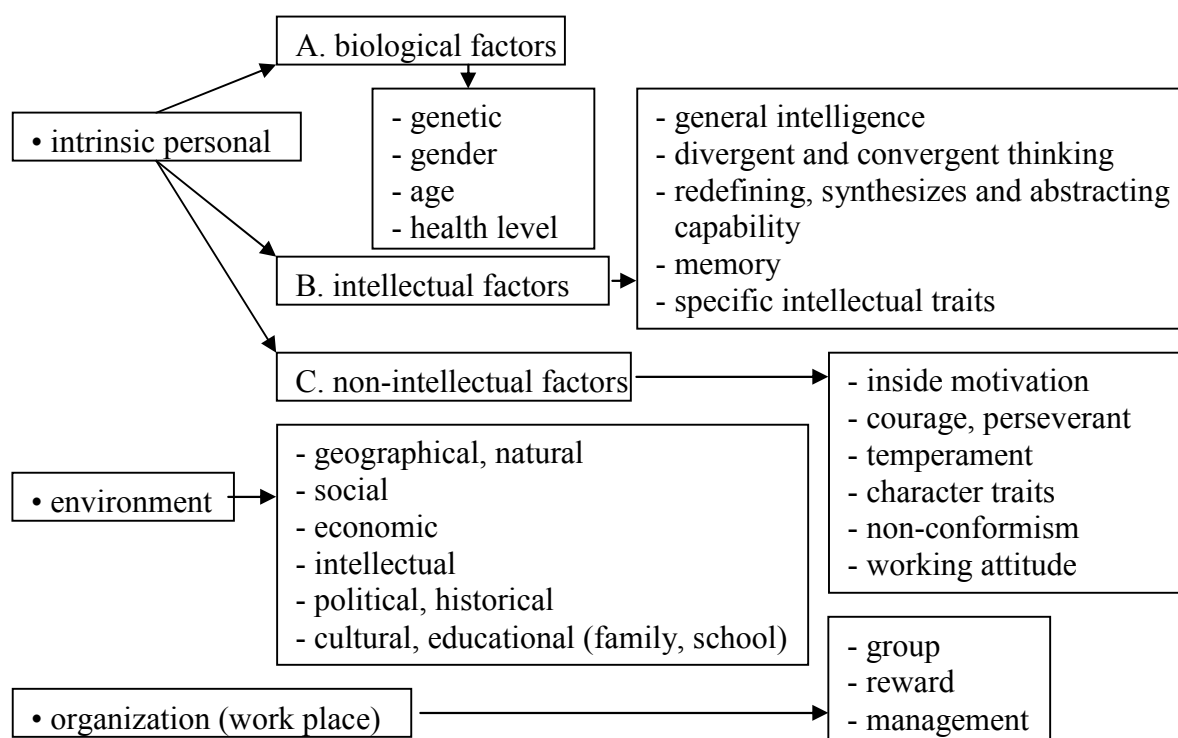 A. biological factors
• intrinsic personal
- genetic
- gender
- age
- health level
- general intelligence
- divergent and convergent thinking
- redefining, synthesizes and abstracting
capability
- memory
- specific intellectual traits
B. intellectual factors
C. non-intellectual factors
- inside motivation
- courage, perseverant
- temperament
- character traits
- non-conformism
- working attitude
• environment
- geographical, natural
- social
- economic
- intellectual
- political, historical
- cultural, educational (family, school)
• organization (work place)
- group
- reward
- management